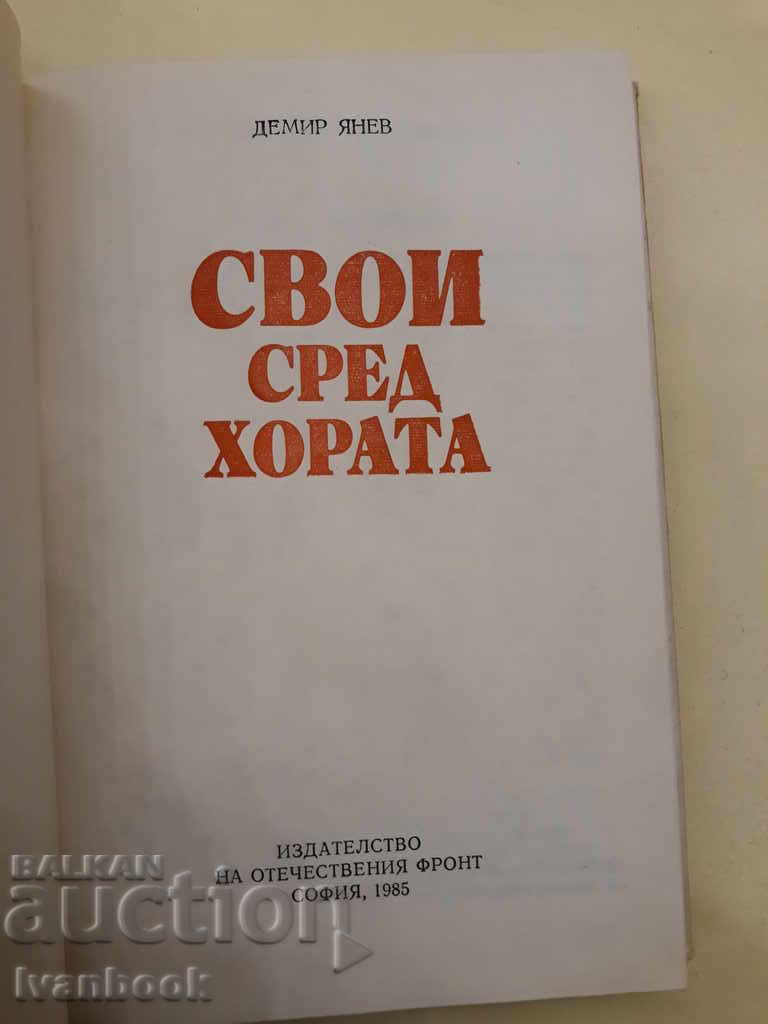 ДЕМИР ЯНЕВ
СВОИ
СРЕД
ХОРАТА
ИЗДАТЕЛСТВО
НА ОТЕЧЕСТВЕНИЯ ФРОНТ
СОФИЯ, 1985
BALKAN
auction
Ivanbook